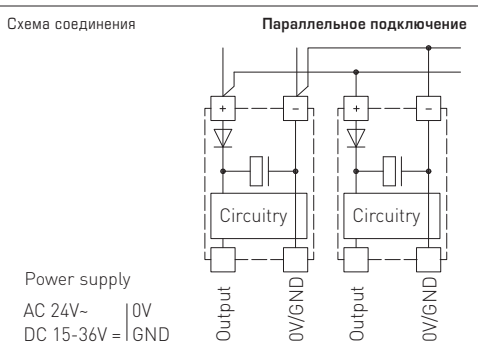 Схема соединения
Параллельное подключение
+ − + −
Circuitry Circuitry
Power supply
AC 24V~ 0V
DC 15-36V = GND
Output
0V/GND
Output
0V/GND